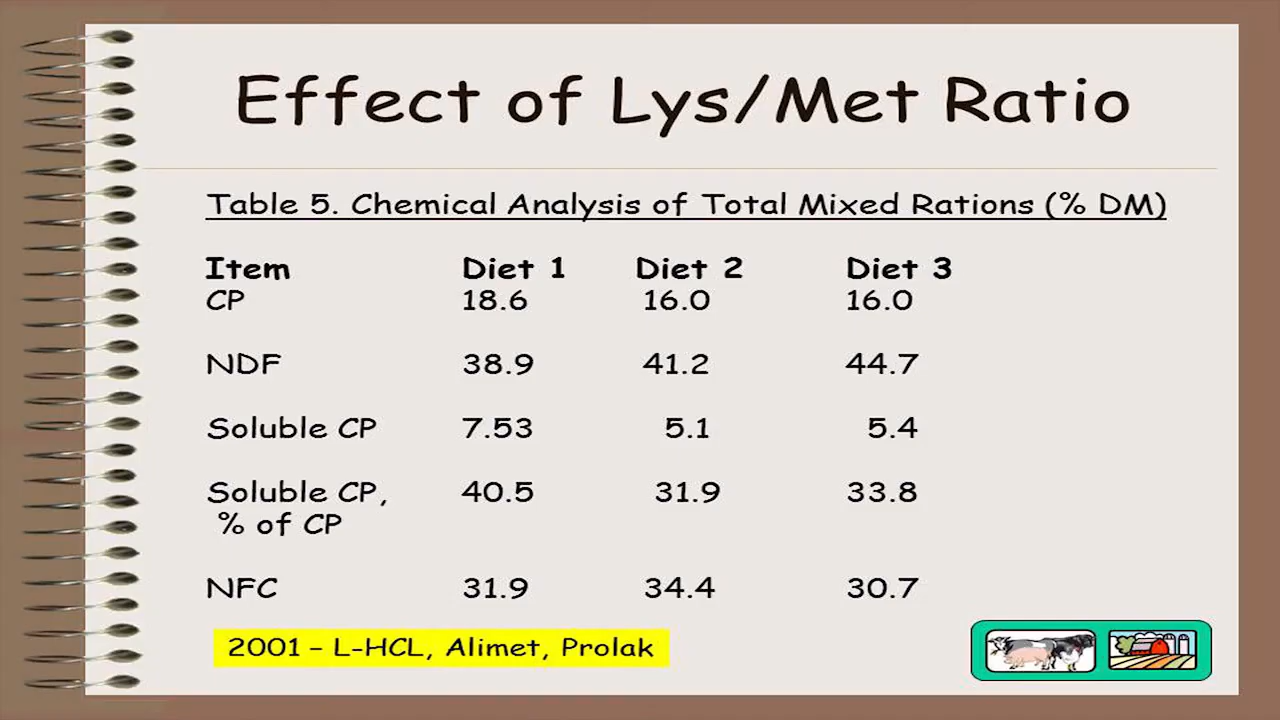 Effect of Lys/Met Ratio
Table 5. Chemical Analysis of Total Mixed Rations (% DM)
Item Diet 1 Diet 2 Diet 3
CP 18.6 16.0 16.0
NDF 38.9 41.2 44.7
Soluble CP 7.53 5.1 5.4
Soluble CP, 40.5 31.9 33.8
% of CP
NFC 31.9 34.4 30.7
2001 – L-HCL, Alimet, Prolak